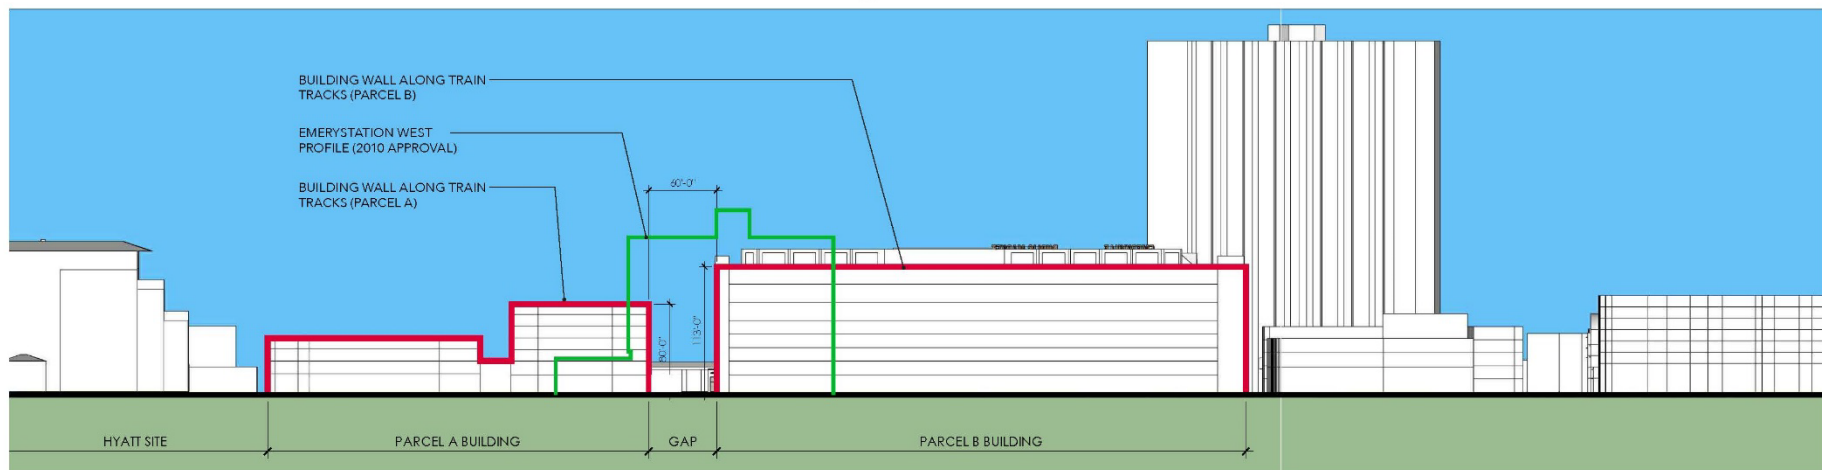 BUILDING WALL ALONG TRAIN
TRACKS (PARCEL B)
EMERYSTATION WEST
PROFILE (2010 APPROVAL)
BUILDING WALL ALONG TRAIN
TRACKS (PARCEL A)
60'-0"
80'-0"
113'-0"
HYATT SITE
PARCEL A BUILDING
GAP
PARCEL B BUILDING